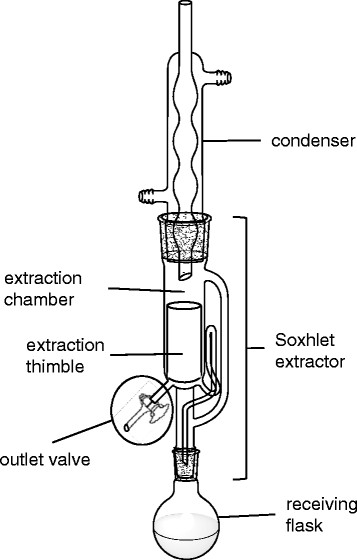 condenser
extraction
chamber
extraction
thimble
Soxhlet
extractor
outlet valve
receiving
flask